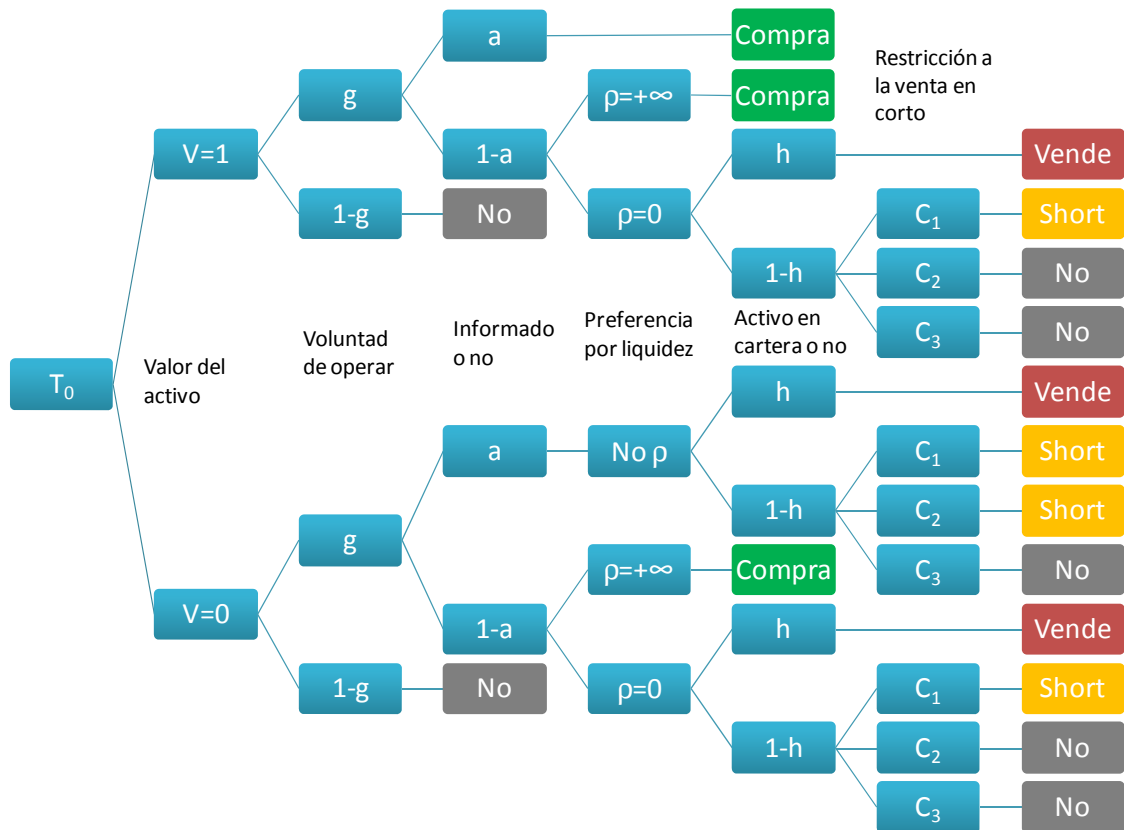 a
Compra
Restricción a
la venta en
corto
g
ρ=+∞
Compra
V=1
1-a
h
Vende
1-g
No
ρ=0
C1
Short
1-h
C2
No
C3
No
T0
Valor del
activo
Voluntad
de operar
Informado
o no
Preferencia
por liquidez
Activo en
cartera o no
h
Vende
a
No ρ
C1
Short
1-h
C2
Short
g
ρ=+∞
Compra
C3
No
V=0
1-a
h
Vende
1-g
No
ρ=0
C1
Short
1-h
C2
No
C3
No